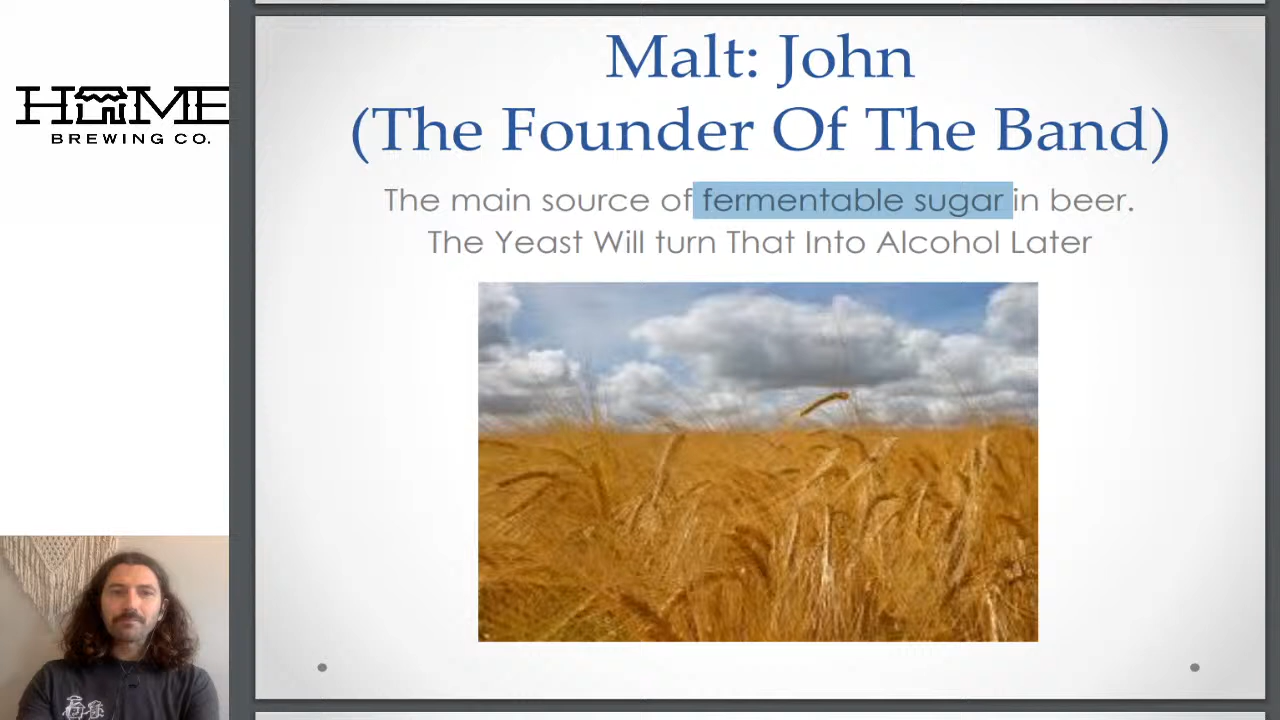 HOME
BREWING CO.
Malt: John
(The Founder Of The Band)
The main source of fermentable sugar in beer.
The Yeast Will turn That Into Alcohol Later